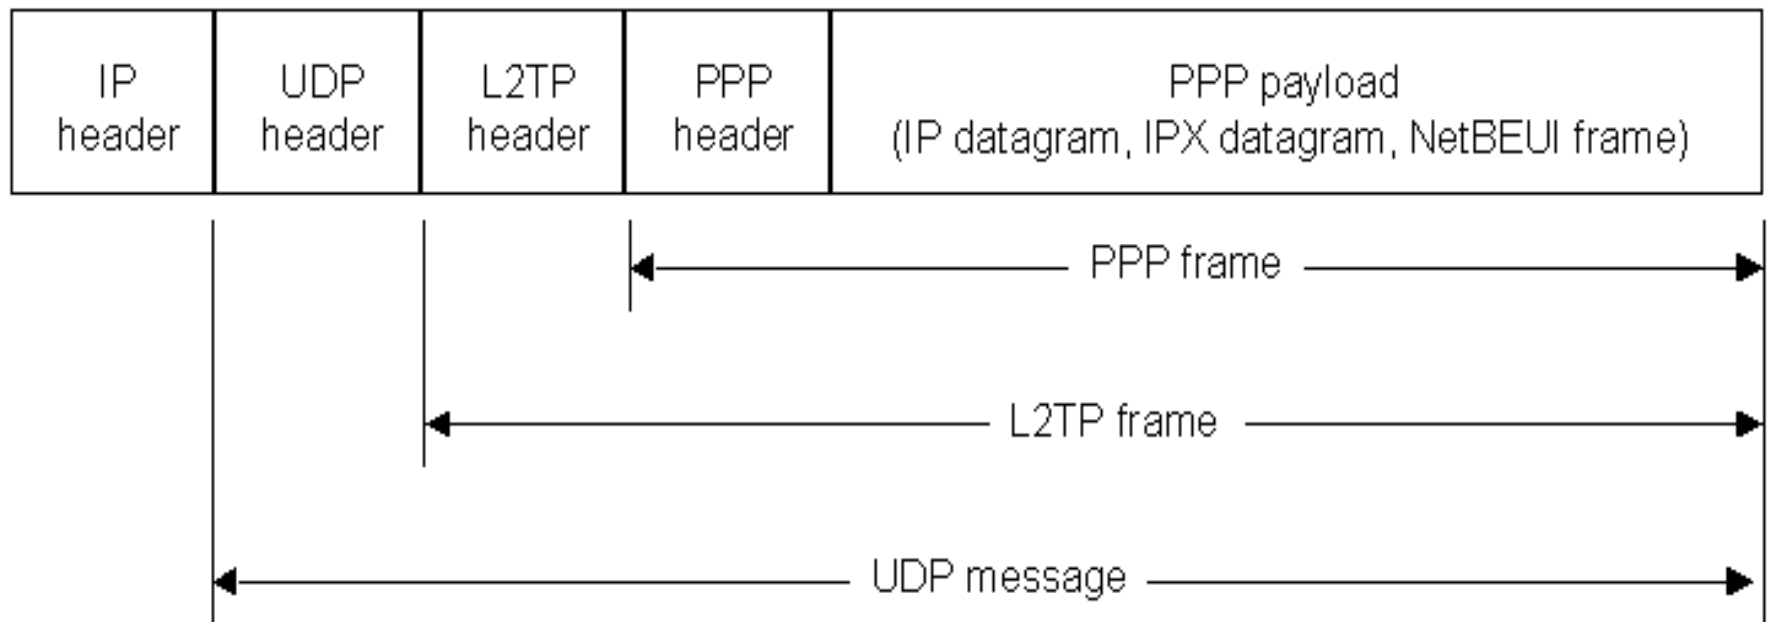 IP
header
UDP
header
L2TP
header
PPP
header
PPP payload
(IP datagram, IPX datagram, NetBEUI frame)
PPP frame
L2TP frame
UDP message